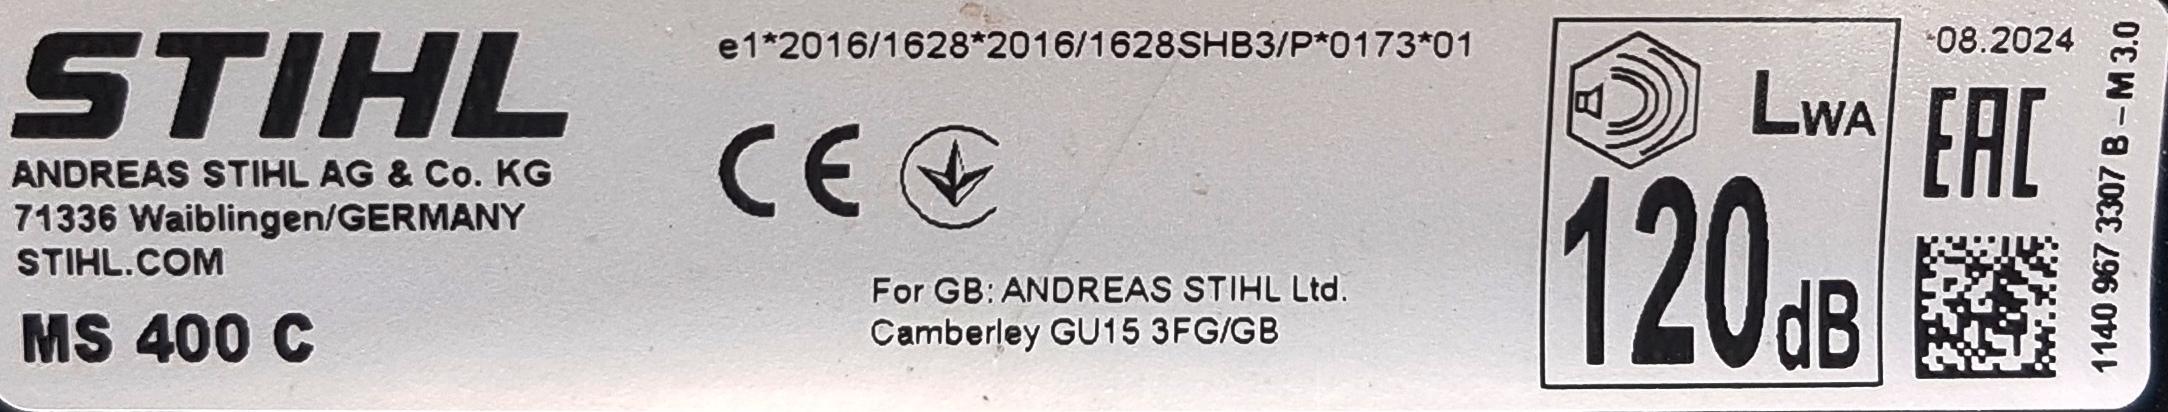 STIHL
ANDREAS STIHL AG & Co. KG
71336 Waiblingen/GERMANY
STIHL.COM
MS 400 C
e1*2016/1628*2016/1628SHB3/P*0173*01
CE
For GB: ANDREAS STIHL Ltd.
Camberley GU15 3FG/GB
LWA
120dB
08.2024
EAC
1140 967 3307 B – M 3.0